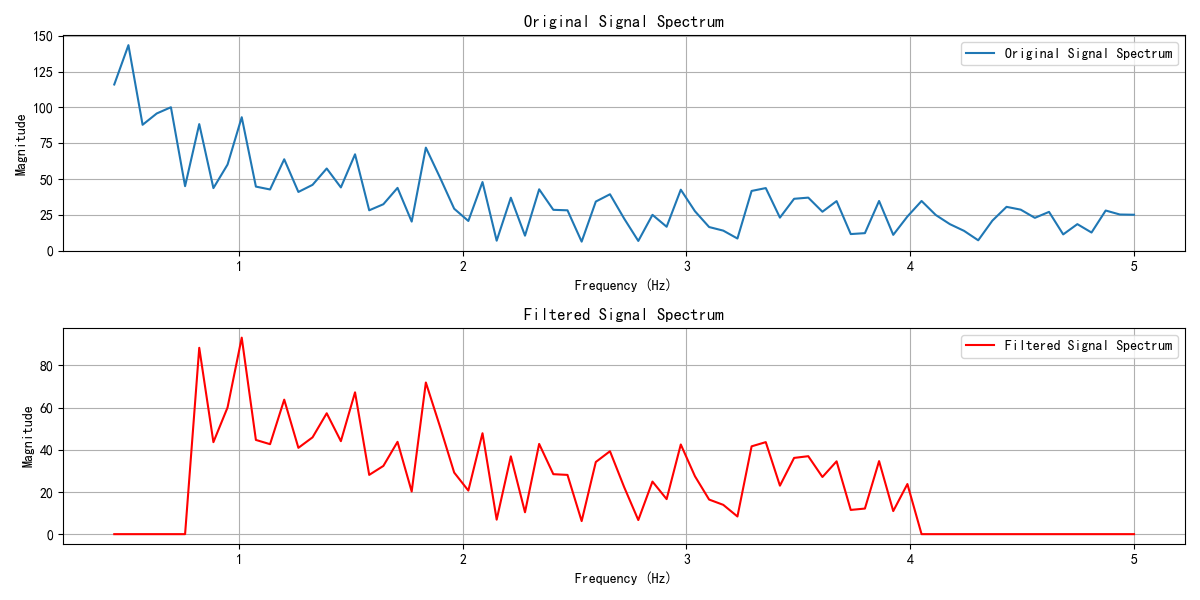 Original Signal Spectrum
150
125
100
75
50
25
0
Magnitude
Original Signal Spectrum
1 2 3 4 5
Frequency (Hz)
Filtered Signal Spectrum
80
60
40
20
0
Magnitude
Filtered Signal Spectrum
1 2 3 4 5
Frequency (Hz)